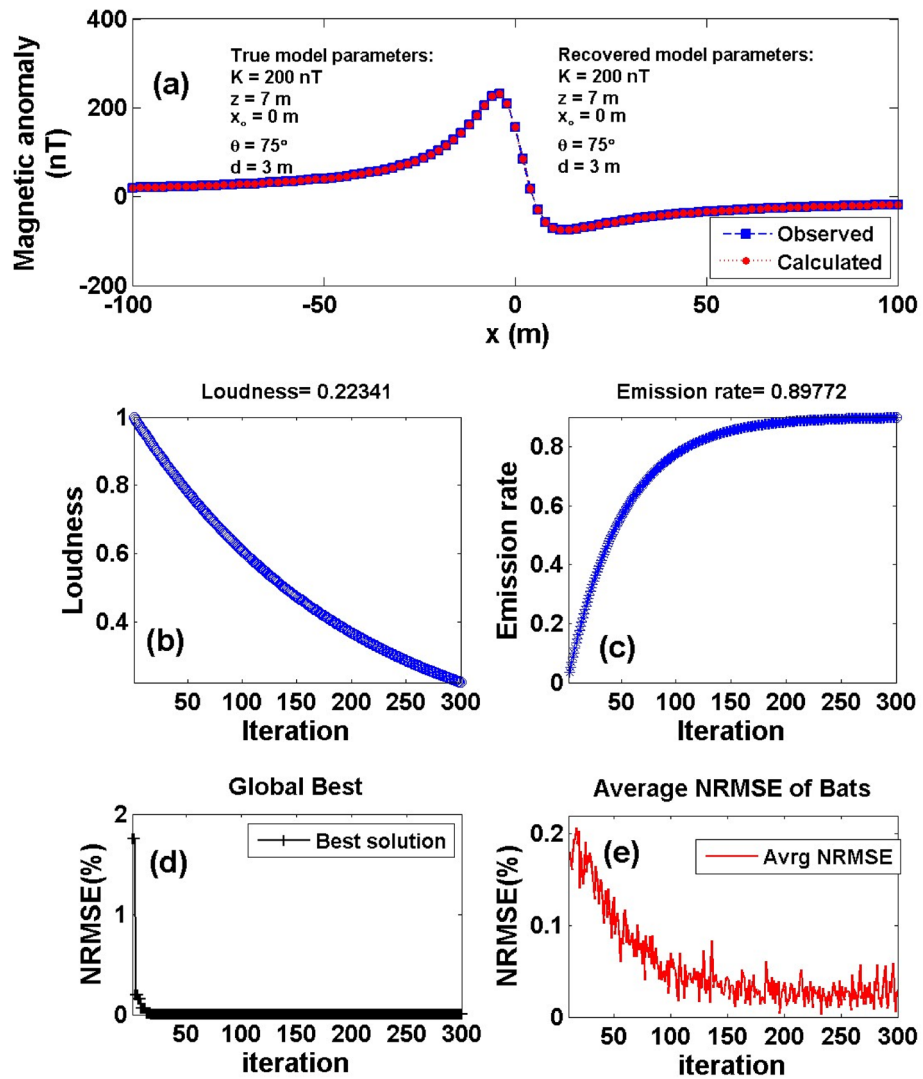 400
200
0
-200
Magnetic anomaly
(nT)
(a)
True model parameters:
K = 200 nT
z = 7 m
xₒ = 0 m
θ = 75°
d = 3 m
Recovered model parameters:
K = 200 nT
z = 7 m
xₒ = 0 m
θ = 75°
d = 3 m
Observed
Calculated
-100 -50 0 50 100
x (m)
Loudness= 0.22341
1
0.8
0.6
0.4
Loudness
(b)
50 100 150 200 250 300
Iteration
Emission rate= 0.89772
0.8
0.6
0.4
0.2
0
Emission rate
(c)
50 100 150 200 250 300
Iteration
Global Best
2
1
0
NRMSE(%)
(d)
Best solution
50 100 150 200 250 300
iteration
Average NRMSE of Bats
0.2
0.1
0
NRMSE(%)
(e)
Avrg NRMSE
50 100 150 200 250 300
iteration